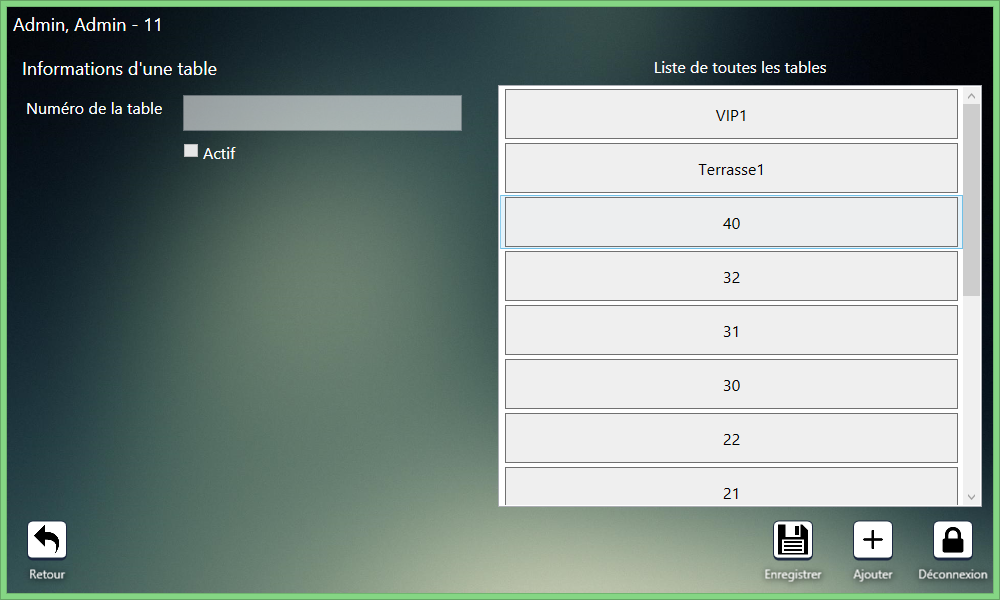 Admin, Admin - 11
Informations d'une table
Numéro de la table
Actif
Liste de toutes les tables
VIP1
Terrasse1
40
32
31
30
22
21
Retour
Enregistrer
Ajouter
Déconnexion